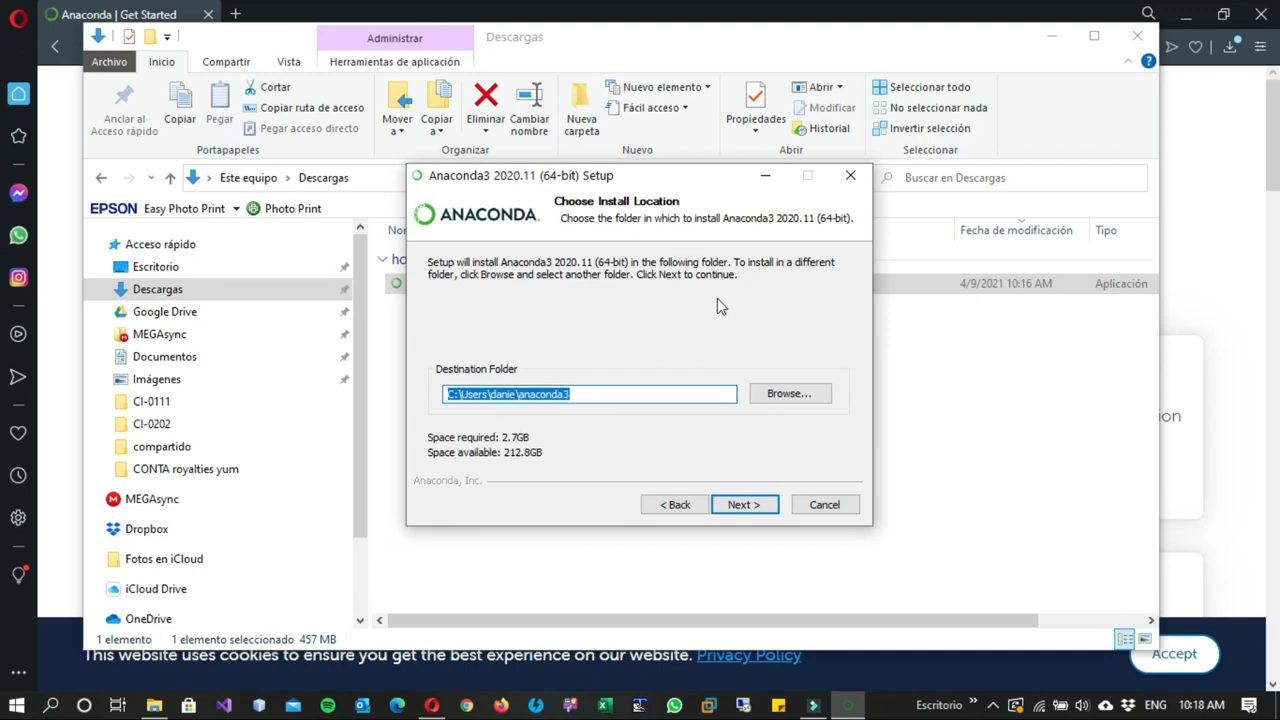 Anaconda | Get Started
Administrar
Descargas
Archivo
Inicio
Compartir
Vista
Herramientas de aplicación
Anclar al
Acceso rápido
Copiar
Pegar
Cortar
Copiar ruta de acceso
Pegar acceso directo
Portapapeles
Mover
a
Copiar
a
Eliminar
Cambiar
nombre
Organizar
Nueva
carpeta
Nuevo elemento
Fácil acceso
Nuevo
Propiedades
Abrir
Modificar
Historial
Abrir
Seleccionar todo
No seleccionar nada
Invertir selección
Seleccionar
Este equipo > Descargas
Buscar en Descargas
EPSON Easy Photo Print Photo Print
Acceso rápido
Escritorio
Descargas
Google Drive
MEGAsync
Documentos
Imágenes
CI-0111
CI-0202
compartido
CONTA royalties yum
MEGAsync
Dropbox
Fotos en iCloud
iCloud Drive
OneDrive
Fecha de modificación
Tipo
4/9/2021 10:16 AM
Aplicación
Anaconda3 2020.11 (64-bit) Setup
ANACONDA.
Choose Install Location
Choose the folder in which to install Anaconda3 2020.11 (64-bit).
Setup will install Anaconda3 2020.11 (64-bit) in the following folder. To install in a different
folder, click Browse and select another folder. Click Next to continue.
Destination Folder
C:\Users\danie\anaconda3
Browse...
Space required: 2.7GB
Space available: 212.8GB
Anaconda, Inc.
< Back
Next >
Cancel
1 elemento
1 elemento seleccionado 457 MB
This website uses cookies to ensure you get the best experience on our website. Privacy Policy
Accept
Escritorio
ENG
10:18 AM